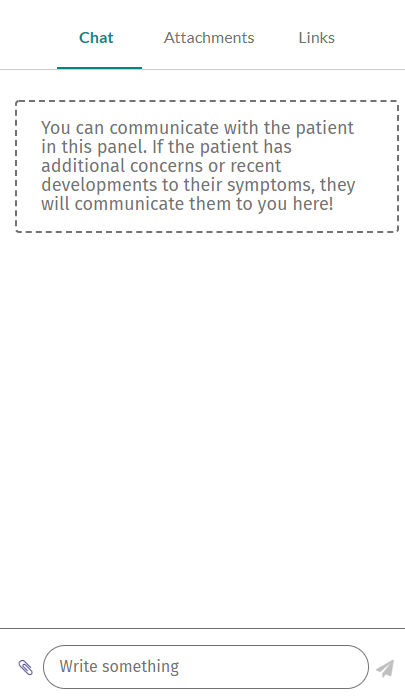 Chat Attachments Links
You can communicate with the patient
in this panel. If the patient has
additional concerns or recent
developments to their symptoms, they
will communicate them to you here!
Write something